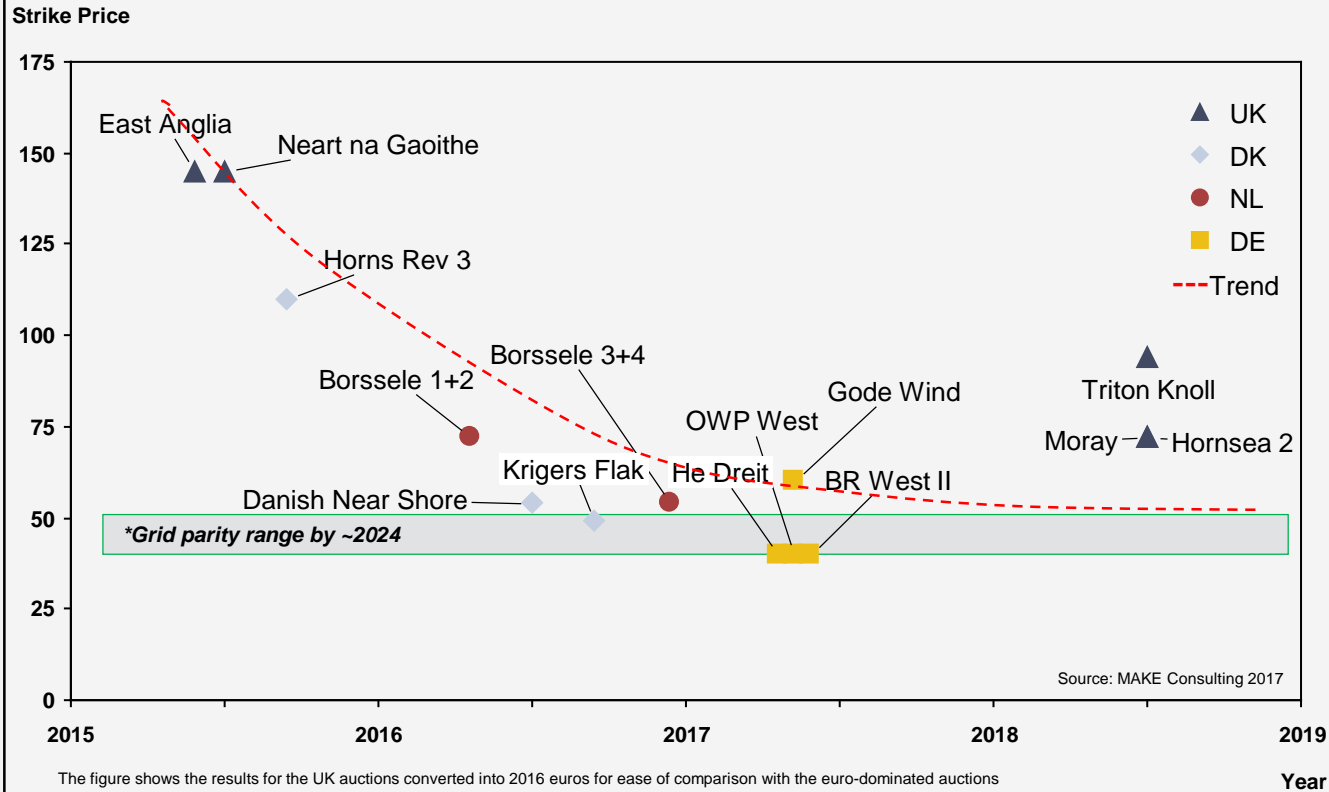 Strike Price
175
150
125
100
75
50
25
0
East Anglia
Neart na Gaoithe
Horns Rev 3
Borssele 1+2
Borssele 3+4
Danish Near Shore
Krigers Flak
He Dreit
OWP West
Gode Wind
BR West II
Triton Knoll
Moray
Hornsea 2
UK
DK
NL
DE
Trend
*Grid parity range by ~2024
Source: MAKE Consulting 2017
2015
2016
2017
2018
2019
The figure shows the results for the UK auctions converted into 2016 euros for ease of comparison with the euro-dominated auctions
Year